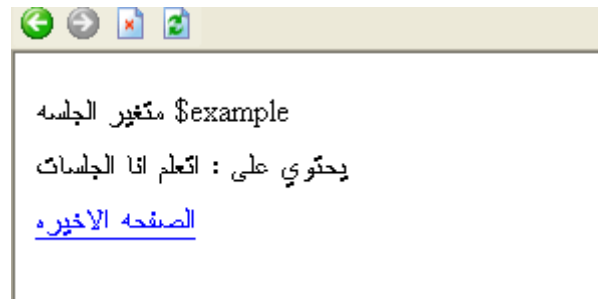 متغير الجلسه $example
يحتوي على : اتعلم انا الجلسات
الصفحه الاخيره